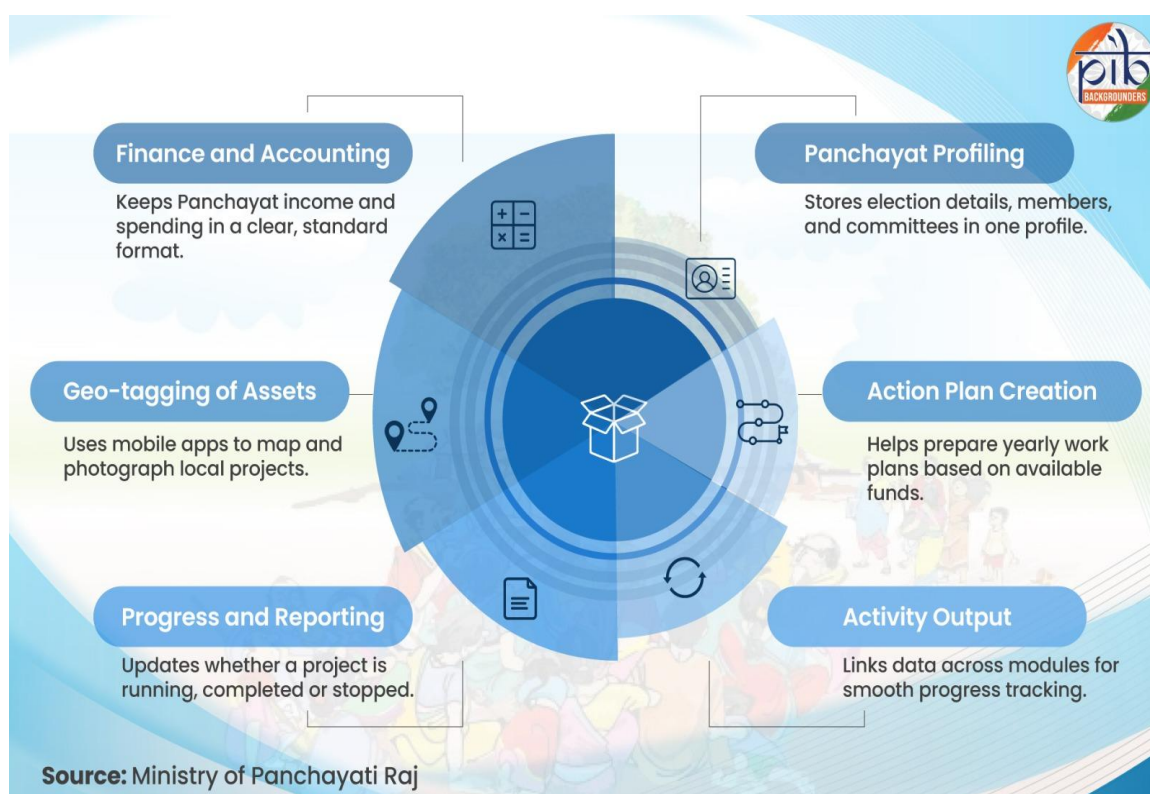 pib
BACKGROUNDERS
Finance and Accounting
Keeps Panchayat income and
spending in a clear, standard
format.
Panchayat Profiling
Stores election details, members,
and committees in one profile.
Geo-tagging of Assets
Uses mobile apps to map and
photograph local projects.
Action Plan Creation
Helps prepare yearly work
plans based on available
funds.
Progress and Reporting
Updates whether a project is
running, completed or stopped.
Activity Output
Links data across modules for
smooth progress tracking.
Source: Ministry of Panchayati Raj